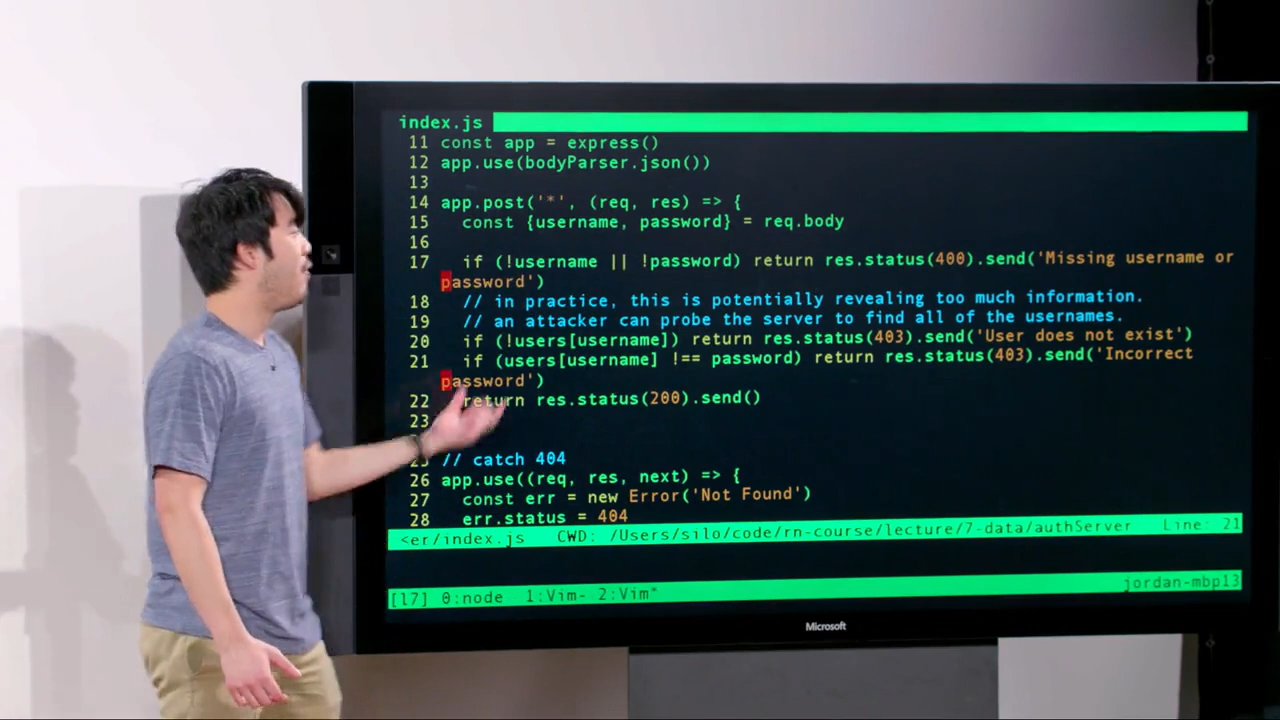 index.js
11 const app = express()
12 app.use(bodyParser.json())
13
14 app.post('*', (req, res) => {
15 const {username, password} = req.body
16
17 if (!username || !password) return res.status(400).send('Missing username or
password')
18 // in practice, this is potentially revealing too much information.
19 // an attacker can probe the server to find all of the usernames.
20 if (!users[username]) return res.status(403).send('User does not exist')
21 if (users[username] !== password) return res.status(403).send('Incorrect
password')
22 return res.status(200).send()
23
25 // catch 404
26 app.use((req, res, next) => {
27 const err = new Error('Not Found')
28 err.status = 404
<er/index.js CWD: /Users/silo/code/rn-course/lecture/7-data/authServer Line: 21
[l7] 0:node 1:Vim- 2:Vim* jordan-mbp13
Microsoft